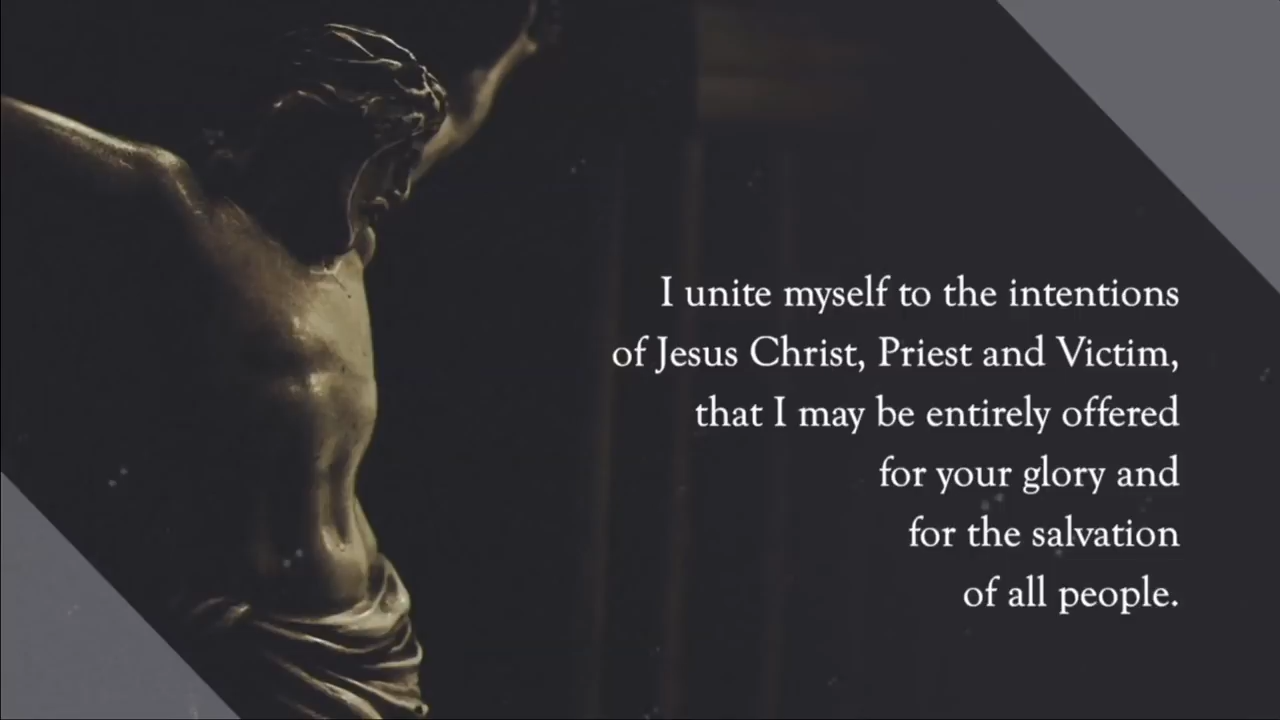 I unite myself to the intentions
of Jesus Christ, Priest and Victim,
that I may be entirely offered
for your glory and
for the salvation
of all people.